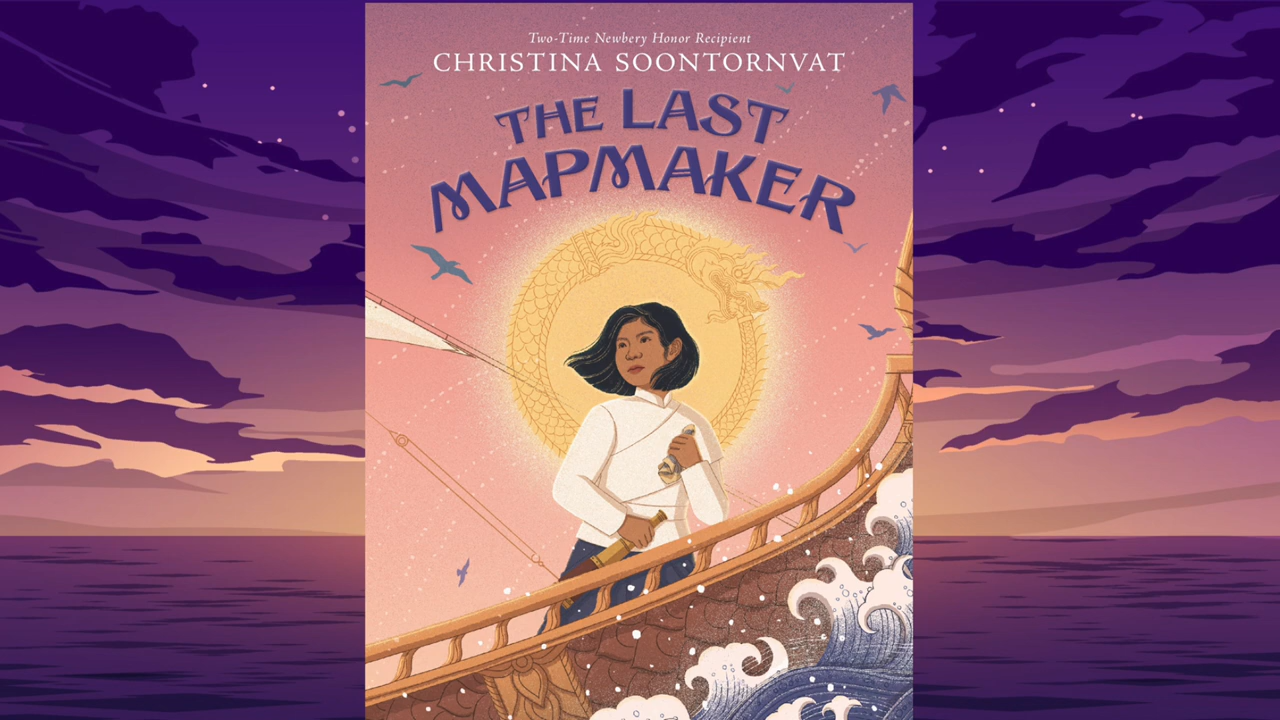 Two-Time Newbery Honor Recipient
CHRISTINA SOONTORNVAT
THE LAST
MAPMAKER